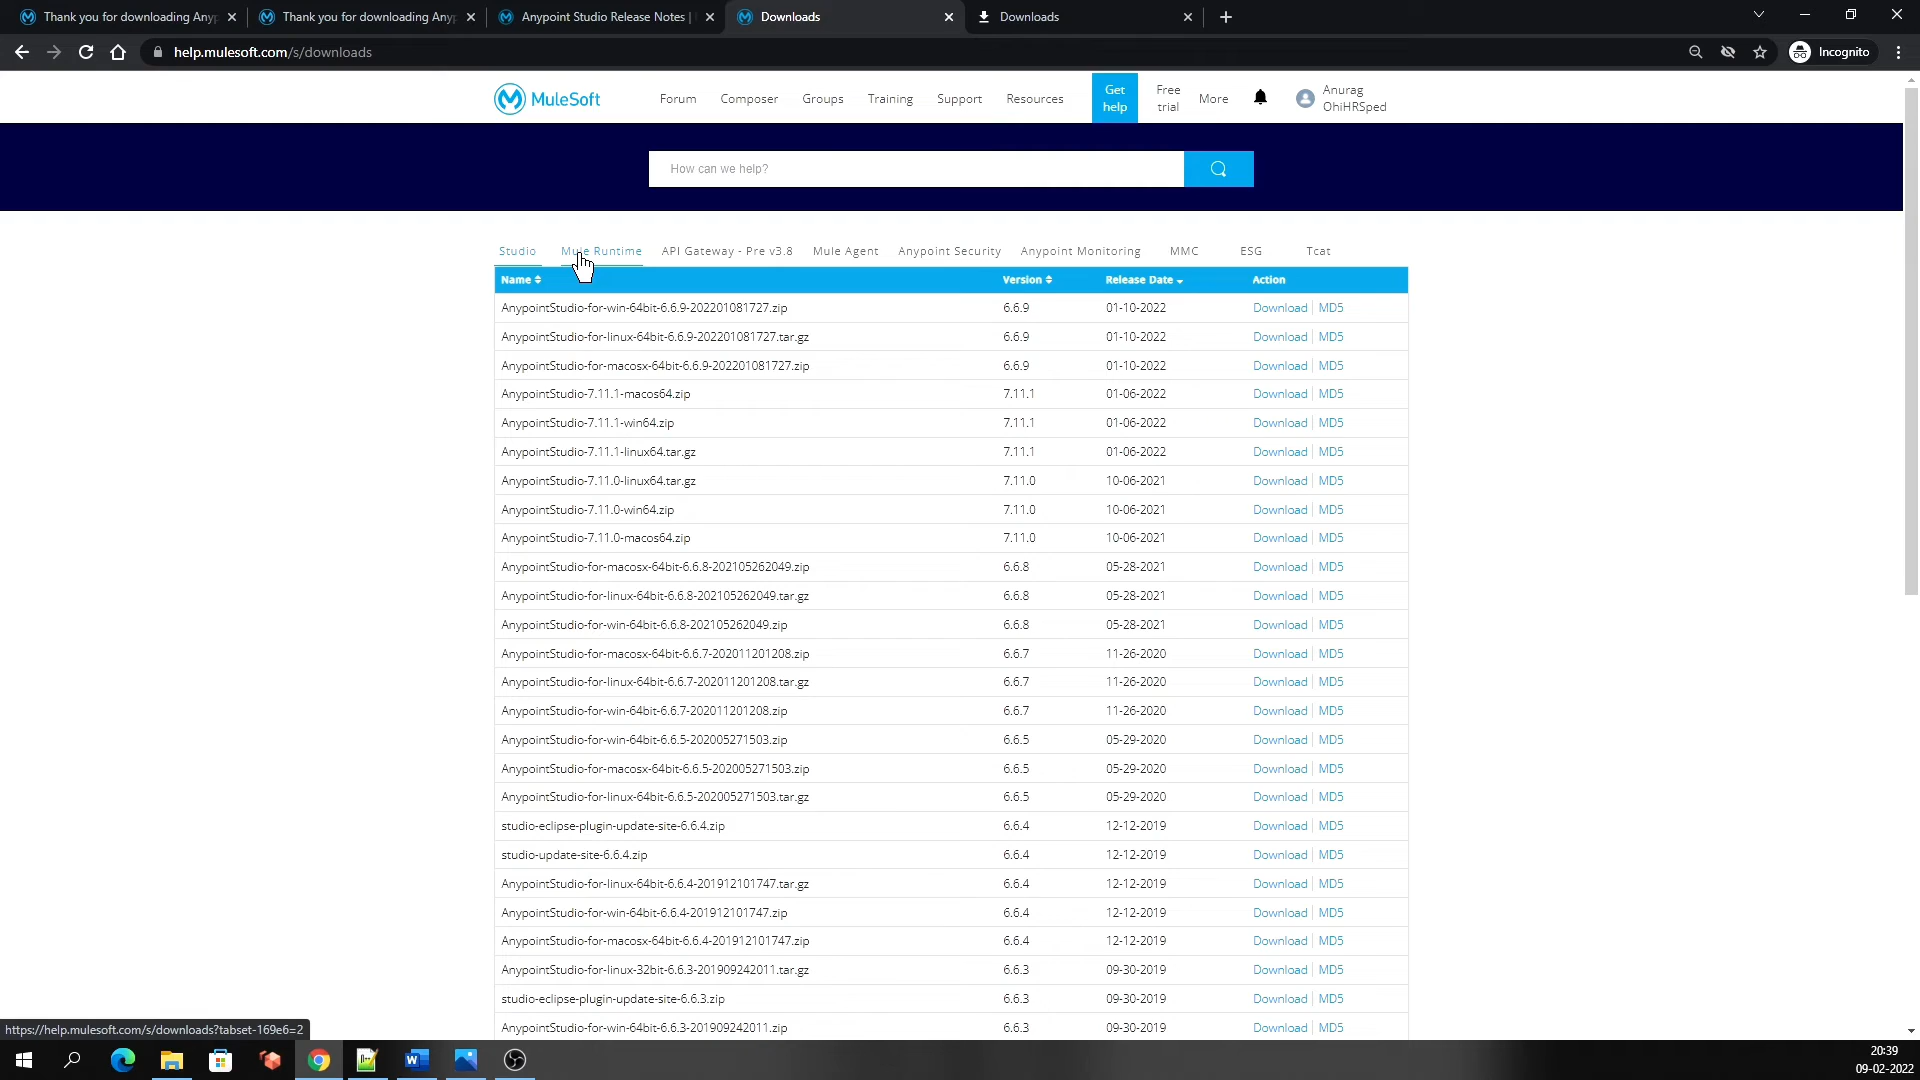 Thank you for downloading Anyp
Thank you for downloading Anyp
Anypoint Studio Release Notes |
Downloads
Downloads
help.mulesoft.com/s/downloads
Incognito
MuleSoft
Forum
Composer
Groups
Training
Support
Resources
Get help
Free trial
More
Anurag
OhiHRSped
How can we help?
Studio
Mule Runtime
API Gateway - Pre v3.8
Mule Agent
Anypoint Security
Anypoint Monitoring
MMC
ESG
Tcat
Name Version Release Date Action
AnypointStudio-for-win-64bit-6.6.9-202201081727.zip 6.6.9 01-10-2022 Download | MD5
AnypointStudio-for-linux-64bit-6.6.9-202201081727.tar.gz 6.6.9 01-10-2022 Download | MD5
AnypointStudio-for-macosx-64bit-6.6.9-202201081727.zip 6.6.9 01-10-2022 Download | MD5
AnypointStudio-7.11.1-macos64.zip 7.11.1 01-06-2022 Download | MD5
AnypointStudio-7.11.1-win64.zip 7.11.1 01-06-2022 Download | MD5
AnypointStudio-7.11.1-linux64.tar.gz 7.11.1 01-06-2022 Download | MD5
AnypointStudio-7.11.0-linux64.tar.gz 7.11.0 10-06-2021 Download | MD5
AnypointStudio-7.11.0-win64.zip 7.11.0 10-06-2021 Download | MD5
AnypointStudio-7.11.0-macos64.zip 7.11.0 10-06-2021 Download | MD5
AnypointStudio-for-macosx-64bit-6.6.8-202105262049.zip 6.6.8 05-28-2021 Download | MD5
AnypointStudio-for-linux-64bit-6.6.8-202105262049.tar.gz 6.6.8 05-28-2021 Download | MD5
AnypointStudio-for-win-64bit-6.6.8-202105262049.zip 6.6.8 05-28-2021 Download | MD5
AnypointStudio-for-macosx-64bit-6.6.7-202011201208.zip 6.6.7 11-26-2020 Download | MD5
AnypointStudio-for-linux-64bit-6.6.7-202011201208.tar.gz 6.6.7 11-26-2020 Download | MD5
AnypointStudio-for-win-64bit-6.6.7-202011201208.zip 6.6.7 11-26-2020 Download | MD5
AnypointStudio-for-win-64bit-6.6.5-202005271503.zip 6.6.5 05-29-2020 Download | MD5
AnypointStudio-for-macosx-64bit-6.6.5-202005271503.zip 6.6.5 05-29-2020 Download | MD5
AnypointStudio-for-linux-64bit-6.6.5-202005271503.tar.gz 6.6.5 05-29-2020 Download | MD5
studio-eclipse-plugin-update-site-6.6.4.zip 6.6.4 12-12-2019 Download | MD5
studio-update-site-6.6.4.zip 6.6.4 12-12-2019 Download | MD5
AnypointStudio-for-linux-64bit-6.6.4-201912101747.tar.gz 6.6.4 12-12-2019 Download | MD5
AnypointStudio-for-win-64bit-6.6.4-201912101747.zip 6.6.4 12-12-2019 Download | MD5
AnypointStudio-for-macosx-64bit-6.6.4-201912101747.zip 6.6.4 12-12-2019 Download | MD5
AnypointStudio-for-linux-32bit-6.6.3-201909242011.tar.gz 6.6.3 09-30-2019 Download | MD5
studio-eclipse-plugin-update-site-6.6.3.zip 6.6.3 09-30-2019 Download | MD5
AnypointStudio-for-win-64bit-6.6.3-201909242011.zip 6.6.3 09-30-2019 Download | MD5
https://help.mulesoft.com/s/downloads?tabset-169e6=2
20:39
09-02-2022